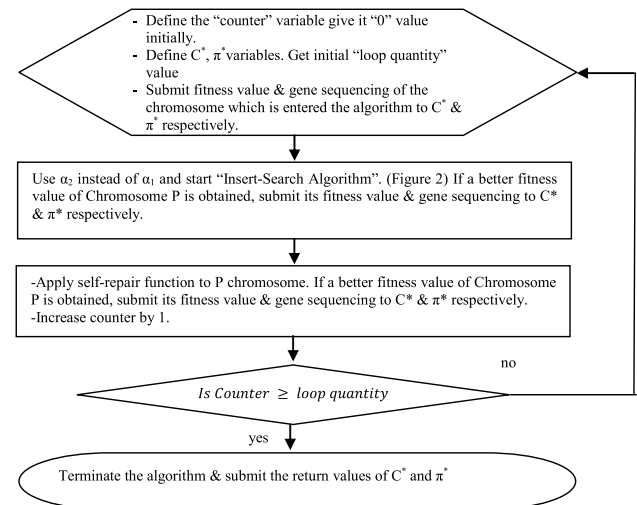 - Define the “counter” variable give it “0” value
initially.
- Define C*, π*variables. Get initial “loop quantity”
value
- Submit fitness value & gene sequencing of the
chromosome which is entered the algorithm to C* &
π* respectively.
Use α₂ instead of α₁ and start “Insert-Search Algorithm”. (Figure 2) If a better fitness
value of Chromosome P is obtained, submit its fitness value & gene sequencing to C*
& π* respectively.
-Apply self-repair function to P chromosome. If a better fitness value of Chromosome
P is obtained, submit its fitness value & gene sequencing to C* & π* respectively.
-Increase counter by 1.
no
Is Counter ≥ loop quantity
yes
Terminate the algorithm & submit the return values of C* and π*